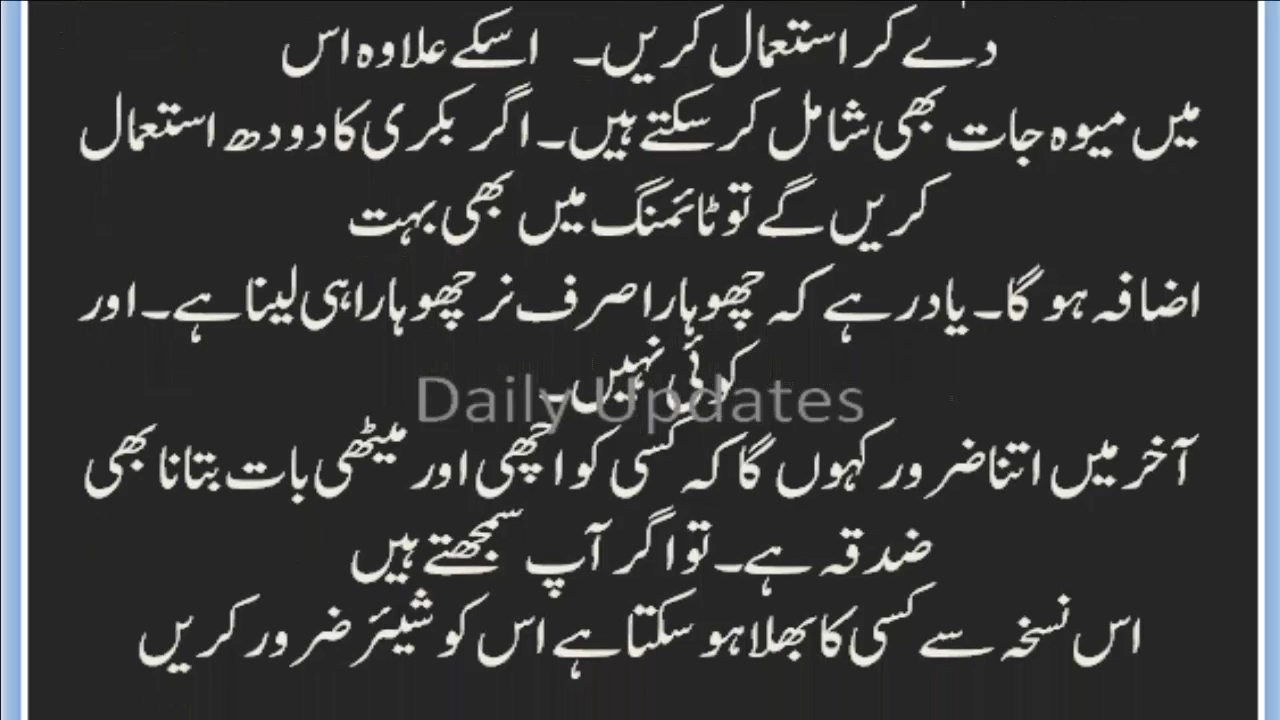 دے کر استعمال کریں۔ اسکے علاوہ اس
میں میوہ جات بھی شامل کر سکتے ہیں۔ اگر بکری کا دودھ استعمال
کریں گے تو ٹائمنگ میں بھی بہت
اضافہ ہو گا۔ یاد رہے کہ چھوہارا صرف نر چھوہارا ہی لینا ہے۔ اور
کوئی نہیں۔
Daily Updates
آخر میں اتنا ضرور کہوں گا کہ کسی کو اچھی اور میٹھی بات بتانا بھی
ضدقہ ہے۔ تو اگر آپ سمجھتے ہیں
اس نسخہ سے کسی کا بھلا ہو سکتا ہے اس کو شیئر ضرور کریں